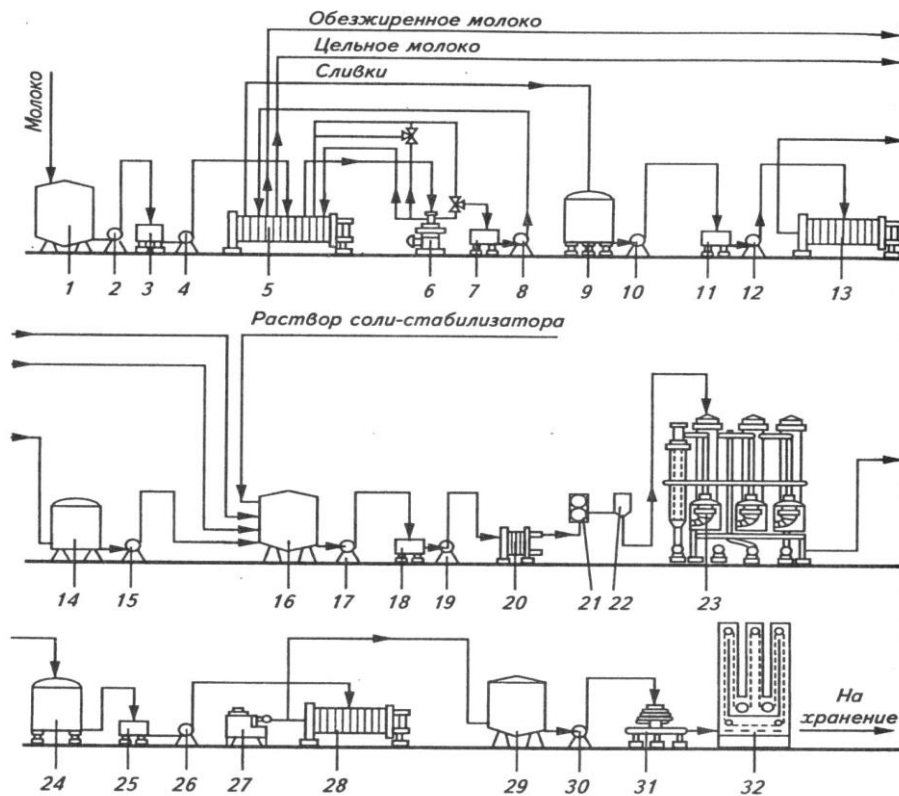 Обезжиренное молоко
Цельное молоко
Сливки
Молоко
1 2 3 4 5 6 7 8 9 10 11 12 13
Раствор соли-стабилизатора
14 15 16 17 18 19 20 21 22 23
На
хранение
24 25 26 27 28 29 30 31 32